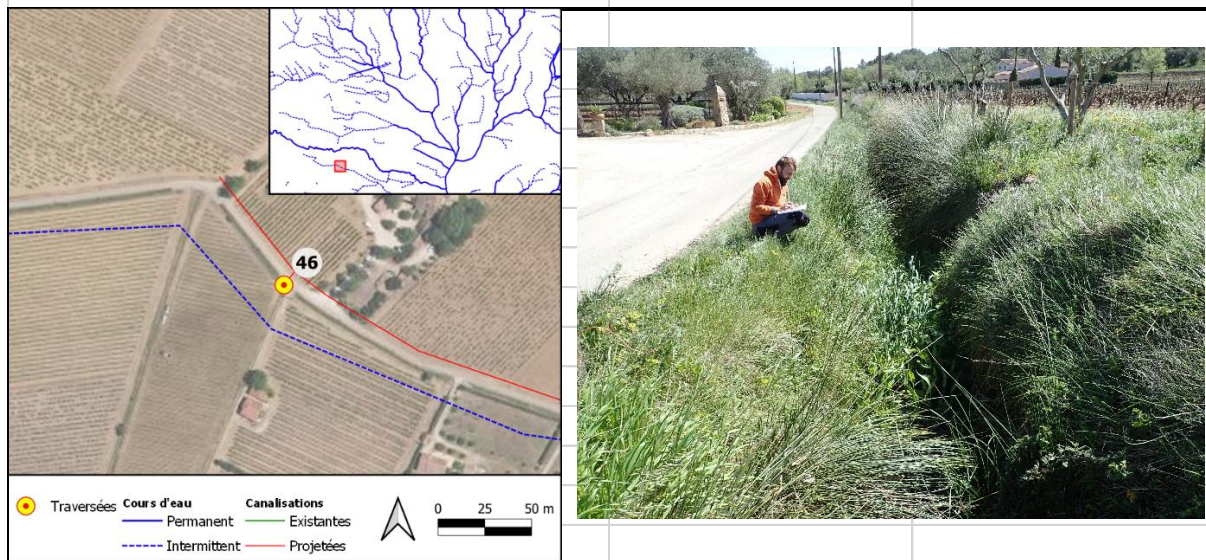 46
Traversées Cours d'eau Canalisations
Permanent Existantes
Intermittent Projetées
0 25 50 m